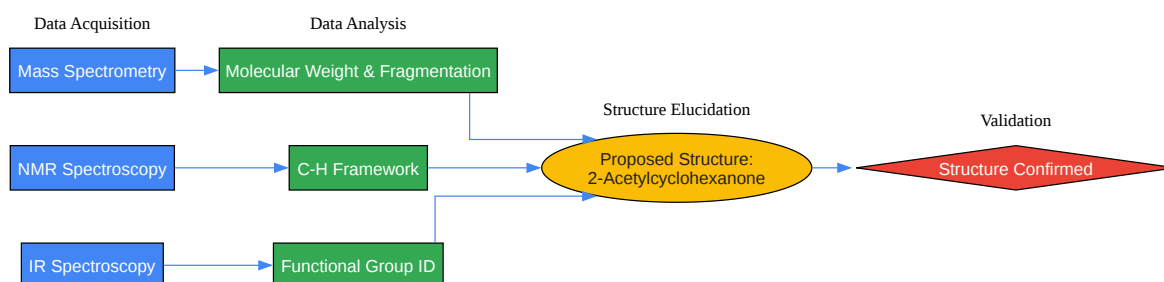 Data Acquisition
Data Analysis
Mass Spectrometry
Molecular Weight & Fragmentation
Structure Elucidation
Validation
NMR Spectroscopy
C-H Framework
Proposed Structure:
2-Acetylcyclohexanone
Structure Confirmed
IR Spectroscopy
Functional Group ID